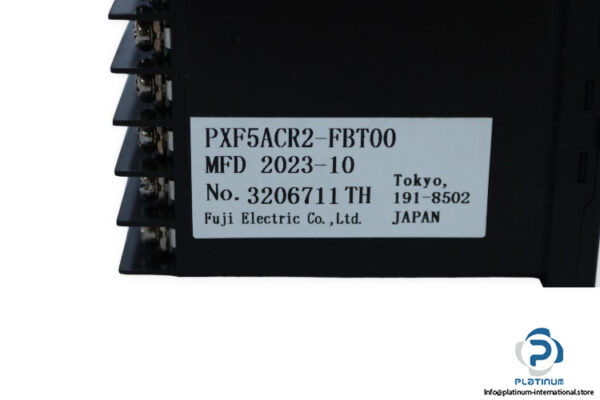 PXF5ACR2-FBT00
MFD 2023-10
No. 3206711 TH
Fuji Electric Co.,Ltd.
Tokyo,
191-8502
JAPAN
PLATINUM
Info@platinum-international.store